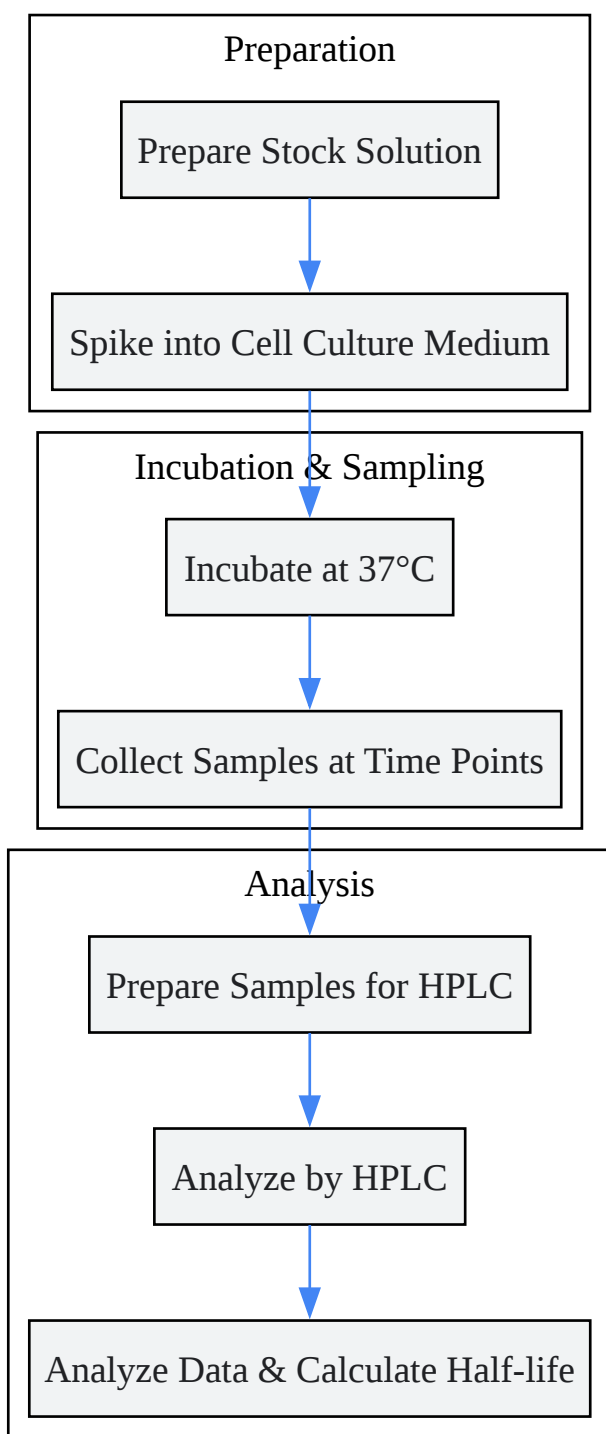 Preparation
Prepare Stock Solution
Spike into Cell Culture Medium
Incubation & Sampling
Incubate at 37°C
Collect Samples at Time Points
Analysis
Prepare Samples for HPLC
Analyze by HPLC
Analyze Data & Calculate Half-life